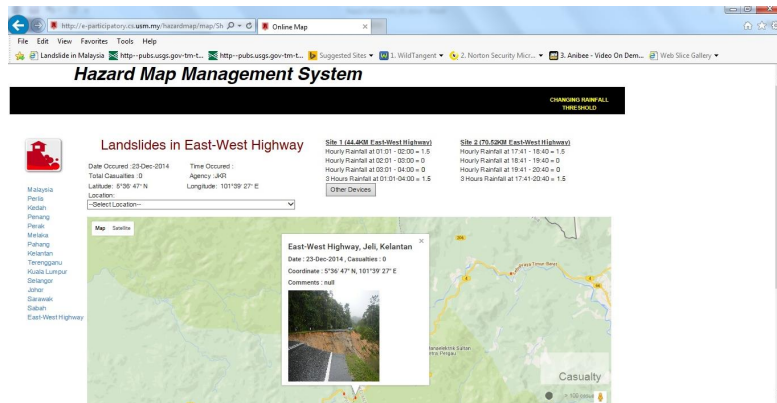 http://e-participatory.cs.usm.my/hazardmap/map/Sh
Online Map
File Edit View Favorites Tools Help
Landslide in Malaysia http--pubs.usgs.gov-tm-t... http--pubs.usgs.gov-tm-t... Suggested Sites 1. WildTangent 2. Norton Security Micr... 3. Anibee - Video On Dem... Web Slice Gallery
Hazard Map Management System
CHANGING RAINFALL
THRESHOLD
Landslides in East-West Highway
Date Occured :23-Dec-2014 Time Occured :
Total Casualties :0 Agency :JKR
Latitude: 5°36' 47" N Longitude: 101°39' 27" E
Location:
--Select Location--
Site 1 (44.4KM East-West Highway)
Hourly Rainfall at 01:01 - 02:00 = 1.5
Hourly Rainfall at 02:01 - 03:00 = 0
Hourly Rainfall at 03:01 - 04:00 = 0
3 Hours Rainfall at 01:01-04:00 = 1.5
Other Devices
Site 2 (70.52KM East-West Highway)
Hourly Rainfall at 17:41 - 18:40 = 1.5
Hourly Rainfall at 18:41 - 19:40 = 0
Hourly Rainfall at 19:41 - 20:40 = 0
3 Hours Rainfall at 17:41-20:40 = 1.5
Malaysia
Perlis
Kedah
Penang
Perak
Melaka
Pahang
Kelantan
Terengganu
Kuala Lumpur
Selangor
Johor
Sarawak
Sabah
East-West Highway
Map Satellite
East-West Highway, Jeli, Kelantan
Date : 23-Dec-2014 , Casualties : 0
Coordinate : 5°36' 47" N, 101°39' 27" E
Comments : null
Casualty